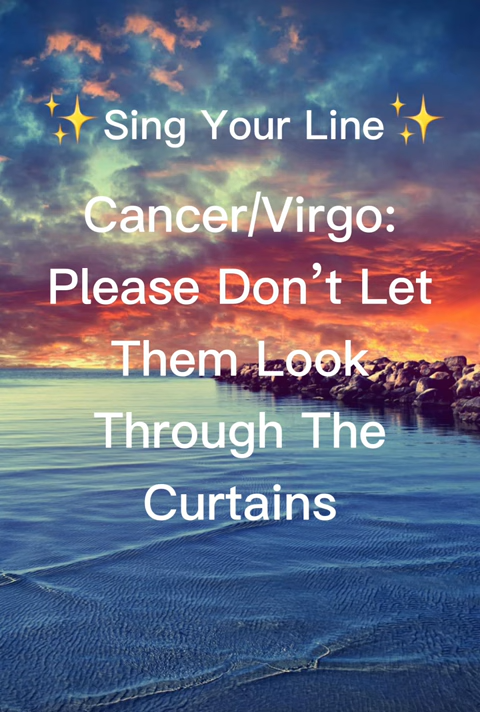 ✨Sing Your Line✨
Cancer/Virgo:
Please Don’t Let
Them Look
Through The
Curtains